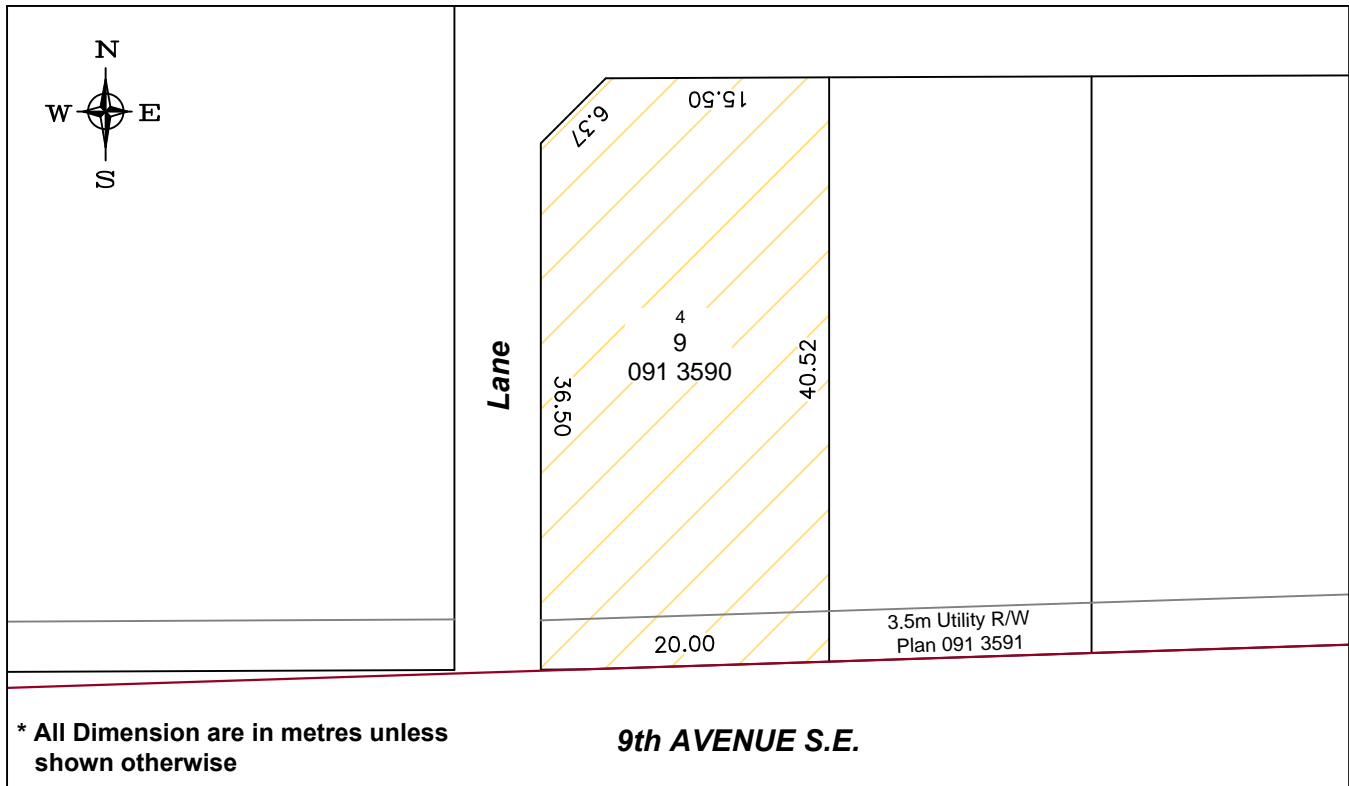 N
W E
S
15.50
6.37
4
9
091 3590
Lane
36.50
40.52
20.00
3.5m Utility R/W
Plan 091 3591
* All Dimension are in metres unless
shown otherwise
9th AVENUE S.E.